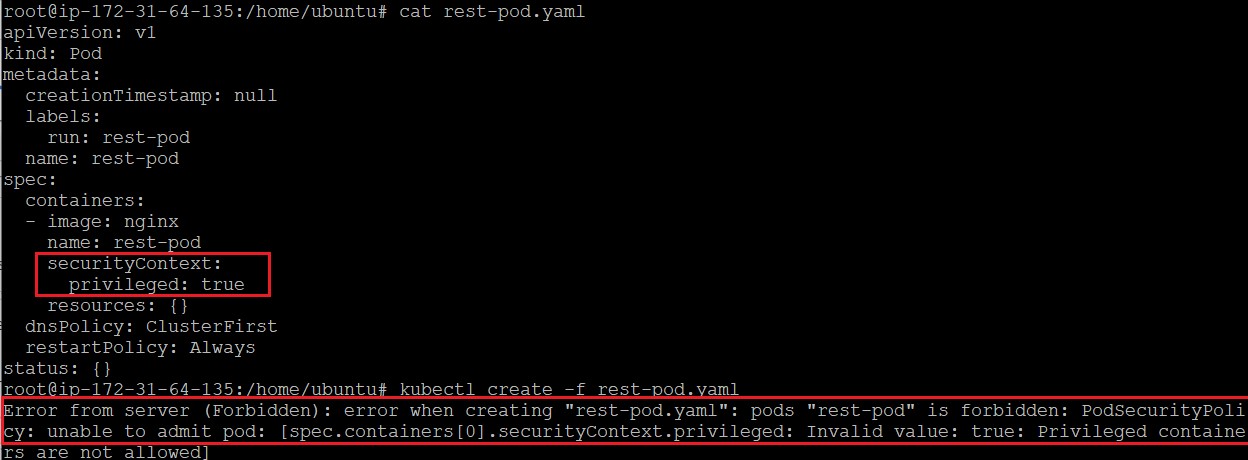 root@ip-172-31-64-135:/home/ubuntu# cat rest-pod.yaml
apiVersion: v1
kind: Pod
metadata:
  creationTimestamp: null
  labels:
    run: rest-pod
  name: rest-pod
spec:
  containers:
  - image: nginx
    name: rest-pod
    securityContext:
      privileged: true
    resources: {}
  dnsPolicy: ClusterFirst
  restartPolicy: Always
status: {}
root@ip-172-31-64-135:/home/ubuntu# kubectl create -f rest-pod.yaml
Error from server (Forbidden): error when creating "rest-pod.yaml": pods "rest-pod" is forbidden: PodSecurityPoli
cy: unable to admit pod: [spec.containers[0].securityContext.privileged: Invalid value: true: Privileged containe
rs are not allowed]